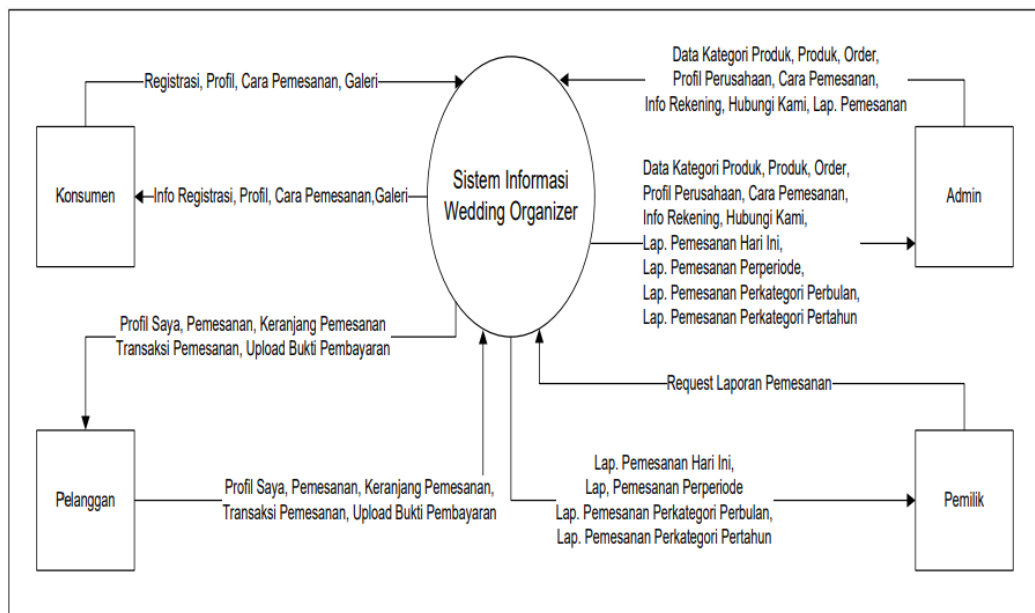 Registrasi, Profil, Cara Pemesanan, Galeri
Konsumen
Info Registrasi, Profil, Cara Pemesanan,Galeri
Sistem Informasi
Wedding Organizer
Data Kategori Produk, Produk, Order,
Profil Perusahaan, Cara Pemesanan,
Info Rekening, Hubungi Kami, Lap. Pemesanan
Admin
Data Kategori Produk, Produk, Order,
Profil Perusahaan, Cara Pemesanan,
Info Rekening, Hubungi Kami,
Lap. Pemesanan Hari Ini,
Lap. Pemesanan Perperiode,
Lap. Pemesanan Perkategori Perbulan,
Lap. Pemesanan Perkategori Pertahun
Profil Saya, Pemesanan, Keranjang Pemesanan
Transaksi Pemesanan, Upload Bukti Pembayaran
Request Laporan Pemesanan
Pelanggan
Profil Saya, Pemesanan, Keranjang Pemesanan,
Transaksi Pemesanan, Upload Bukti Pembayaran
Lap. Pemesanan Hari Ini,
Lap, Pemesanan Perperiode
Lap. Pemesanan Perkategori Perbulan,
Lap. Pemesanan Perkategori Pertahun
Pemilik